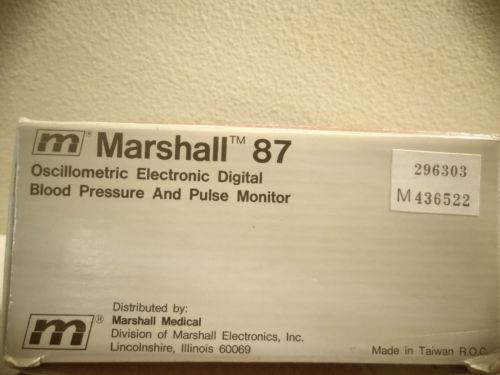 m® Marshall™ 87
Oscillometric Electronic Digital
Blood Pressure And Pulse Monitor
296303
M436522
Distributed by:
m® Marshall Medical
Division of Marshall Electronics, Inc.
Lincolnshire, Illinois 60069
Made in Taiwan R.O.C.